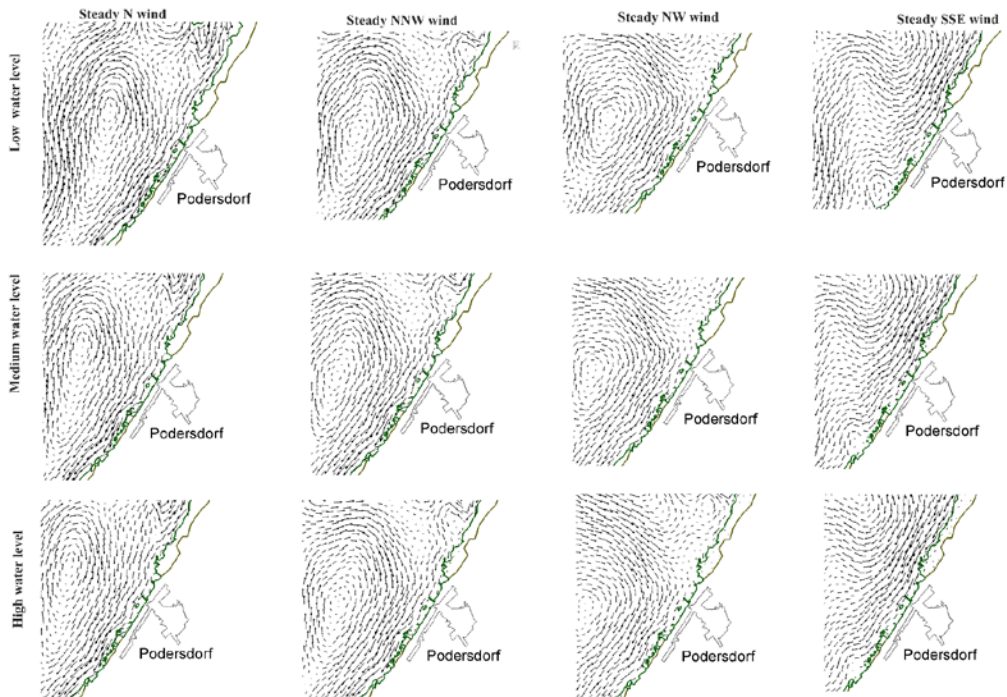 Steady N wind
Steady NNW wind
Steady NW wind
Steady SSE wind
Low water level
Podersdorf
Podersdorf
Podersdorf
Podersdorf
Medium water level
Podersdorf
Podersdorf
Podersdorf
Podersdorf
High water level
Podersdorf
Podersdorf
Podersdorf
Podersdorf